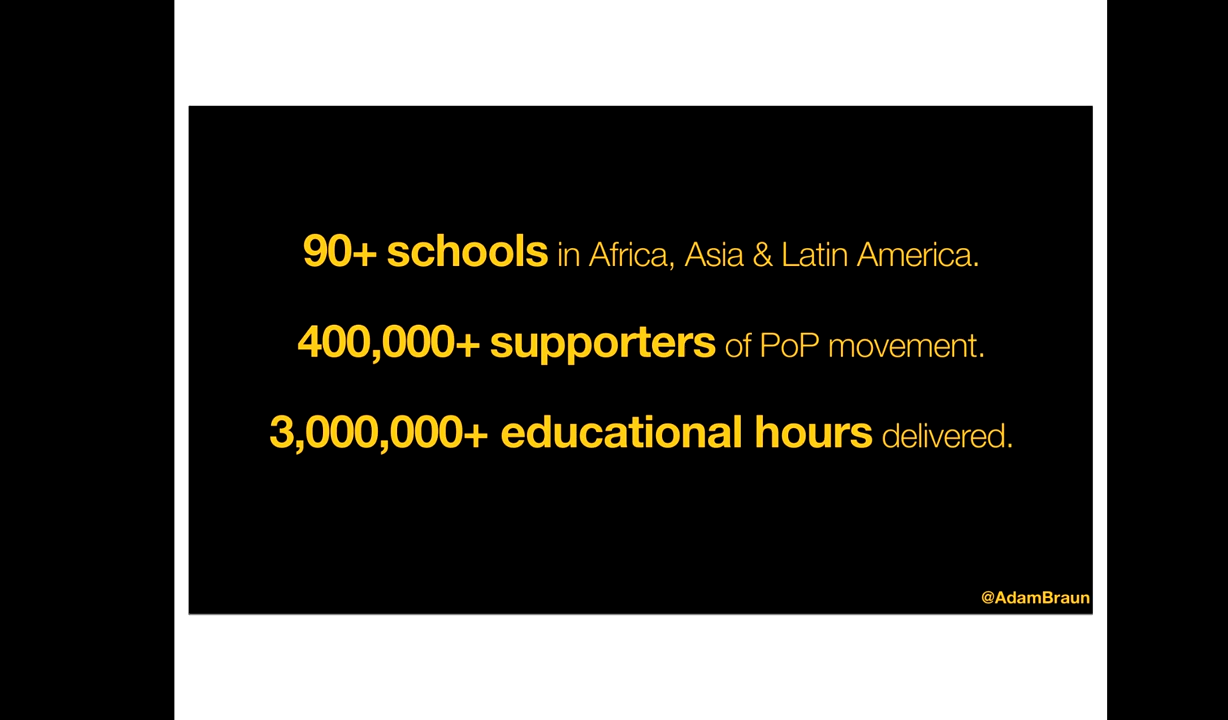 90+ schools in Africa, Asia & Latin America.
400,000+ supporters of PoP movement.
3,000,000+ educational hours delivered.
@AdamBraun